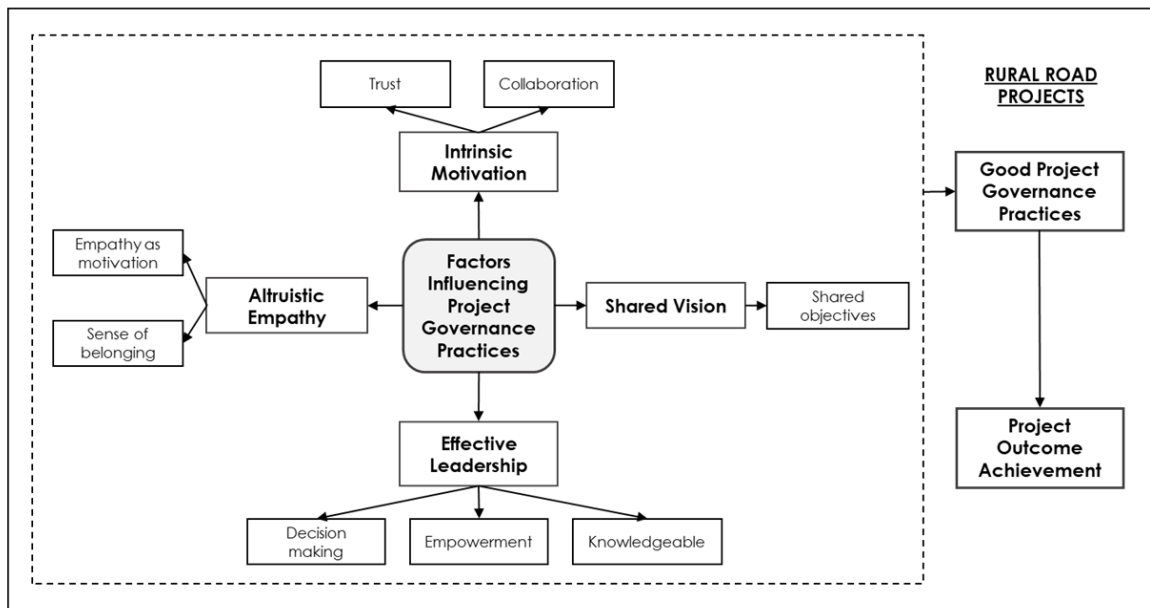 Trust
Collaboration
RURAL ROAD
PROJECTS
Intrinsic
Motivation
Good Project
Governance
Practices
Empathy as
motivation
Altruistic
Empathy
Sense of
belonging
Factors
Influencing
Project
Governance
Practices
Shared Vision
Shared
objectives
Effective
Leadership
Project
Outcome
Achievement
Decision
making
Empowerment
Knowledgeable